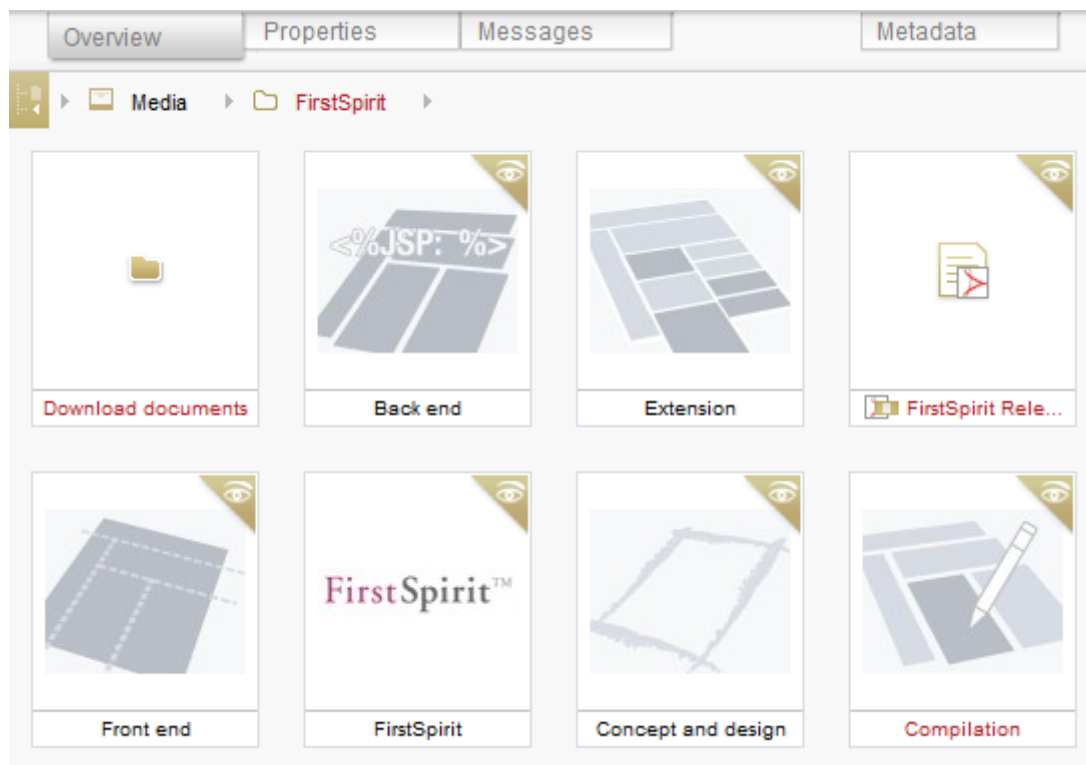 Overview Properties Messages Metadata
Media FirstSpirit
<%JSP: %>
Download documents Back end Extension FirstSpirit Rele...
FirstSpirit™
Front end FirstSpirit Concept and design Compilation